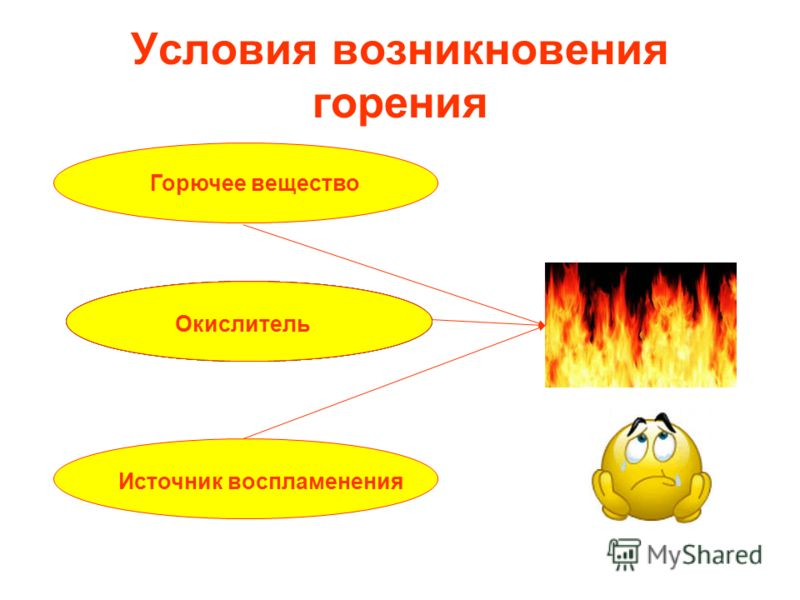 Условия возникновения
горения
Горючее вещество
Окислитель
Источник воспламенения
MyShared